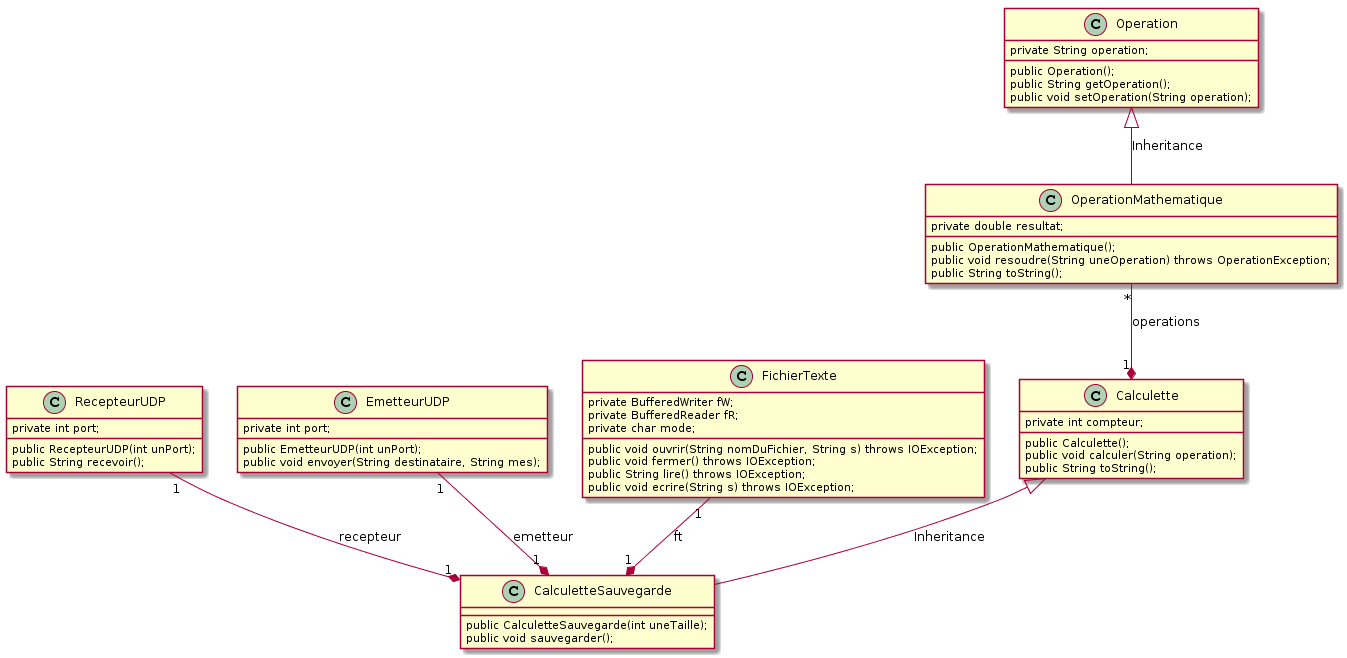 C Operation
private String operation;
public Operation();
public String getOperation();
public void setOperation(String operation);
Inheritance
C OperationMathematique
private double resultat;
public OperationMathematique();
public void resoudre(String uneOperation) throws OperationException;
public String toString();
*
operations
1
C RecepteurUDP
private int port;
public RecepteurUDP(int unPort);
public String recevoir();
C EmetteurUDP
private int port;
public EmetteurUDP(int unPort);
public void envoyer(String destinataire, String mes);
C FichierTexte
private BufferedWriter fW;
private BufferedReader fR;
private char mode;
public void ouvrir(String nomDuFichier, String s) throws IOException;
public void fermer() throws IOException;
public String lire() throws IOException;
public void ecrire(String s) throws IOException;
C Calculette
private int compteur;
public Calculette();
public void calculer(String operation);
public String toString();
1
1
1
recepteur
emetteur
ft
Inheritance
1
1
1
C CalculetteSauvegarde
public CalculetteSauvegarde(int uneTaille);
public void sauvegarder();